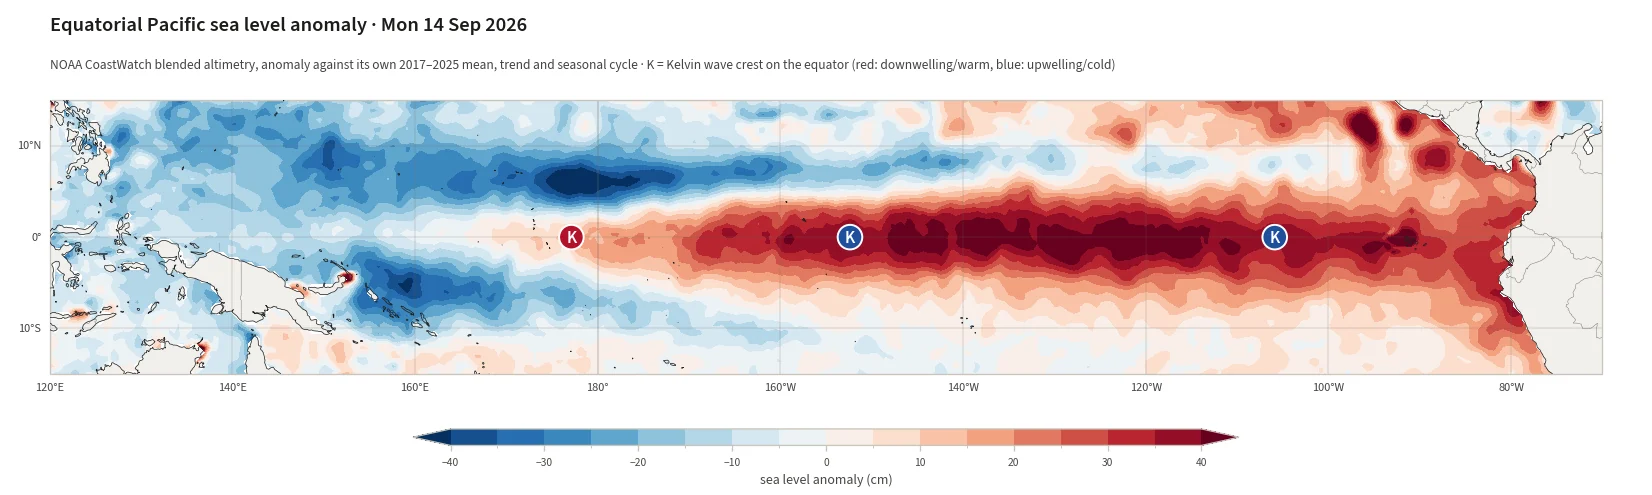 Equatorial Pacific sea level anomaly · Mon 14 Sep 2026
NOAA CoastWatch blended altimetry, anomaly against its own 2017–2025 mean, trend and seasonal cycle · K = Kelvin wave crest on the equator (red: downwelling/warm, blue: upwelling/cold)
10°N
0°
K K K
10°S
120°E 140°E 160°E 180° 160°W 140°W 120°W 100°W 80°W
−40 −30 −20 −10 0 10 20 30 40
sea level anomaly (cm)